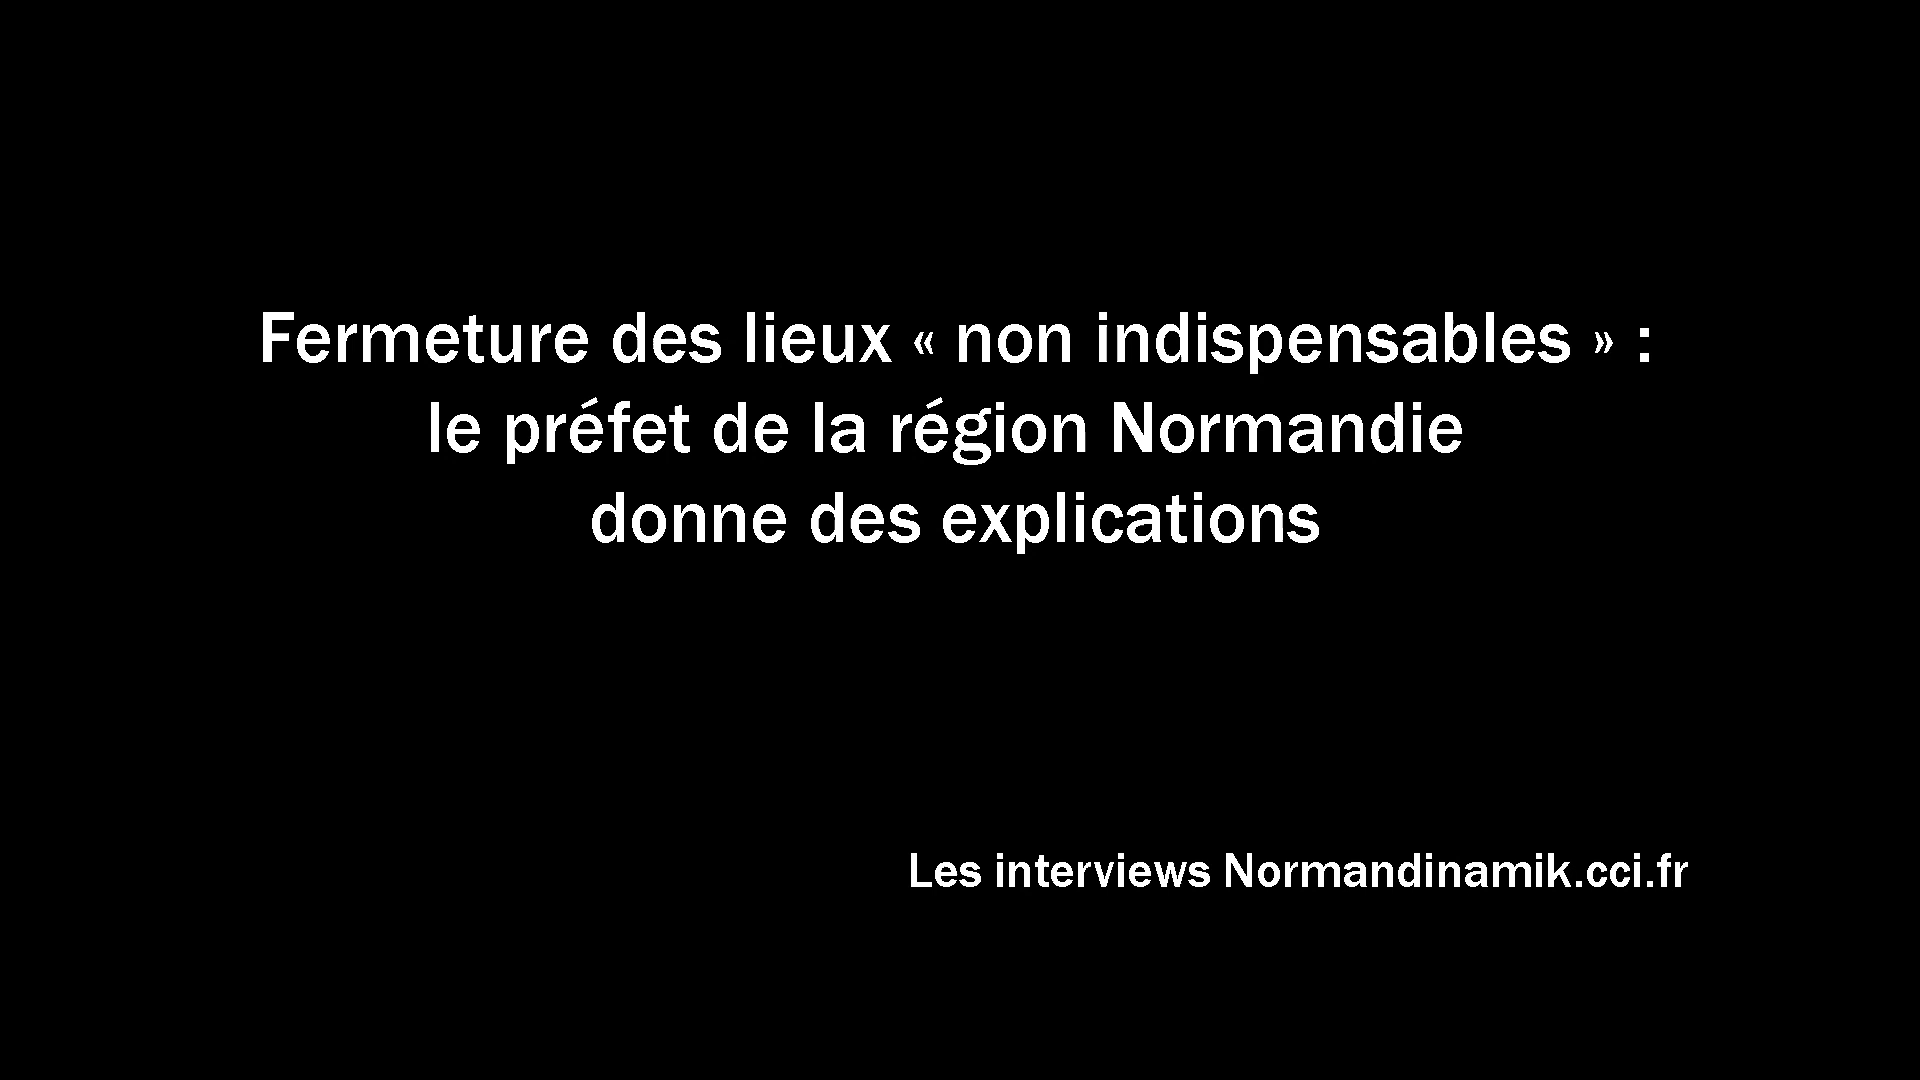 Fermeture des lieux « non indispensables » :
le préfet de la région Normandie
donne des explications
Les interviews Normandinamik.cci.fr